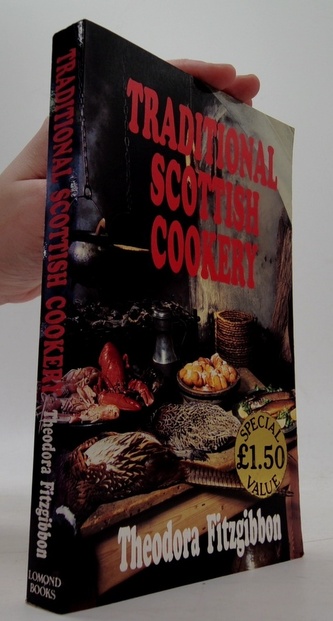 TRADITIONAL
SCOTTISH
COOKERY
SPECIAL
£1.50
VALUE
Theodora Fitzgibbon
TRADITIONAL SCOTTISH COOKERY
Theodora Fitzgibbon
LOMOND
BOOKS